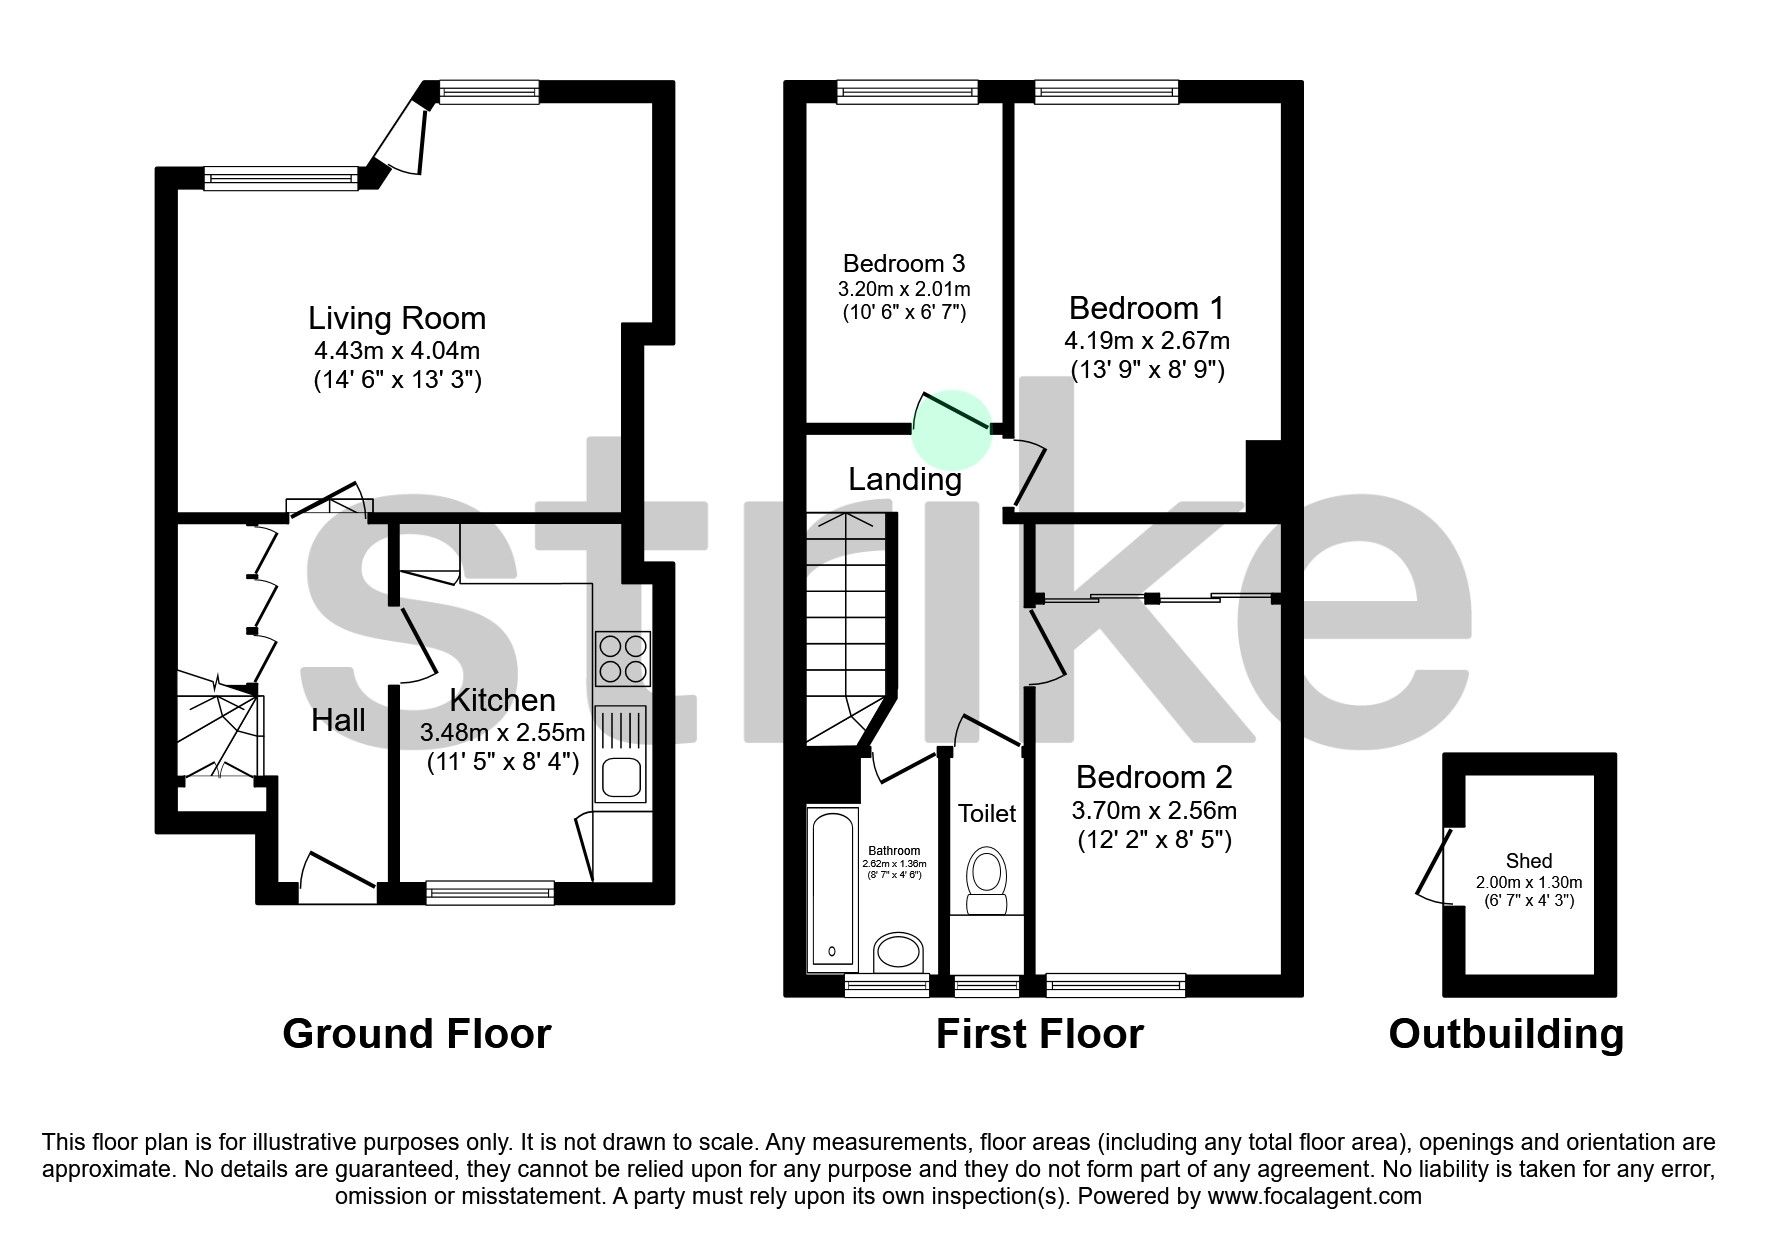 Living Room
4.43m x 4.04m
(14' 6" x 13' 3")
Hall
Kitchen
3.48m x 2.55m
(11' 5" x 8' 4")
Ground Floor
Bedroom 3
3.20m x 2.01m
(10' 6" x 6' 7")
Bedroom 1
4.19m x 2.67m
(13' 9" x 8' 9")
Landing
strike
Bedroom 2
3.70m x 2.56m
(12' 2" x 8' 5")
Toilet
Bathroom
2.62m x 1.36m
(8' 7" x 4' 6")
First Floor
Shed
2.00m x 1.30m
(6' 7" x 4' 3")
Outbuilding
This floor plan is for illustrative purposes only. It is not drawn to scale. Any measurements, floor areas (including any total floor area), openings and orientation are
approximate. No details are guaranteed, they cannot be relied upon for any purpose and they do not form part of any agreement. No liability is taken for any error,
omission or misstatement. A party must rely upon its own inspection(s). Powered by www.focalagent.com